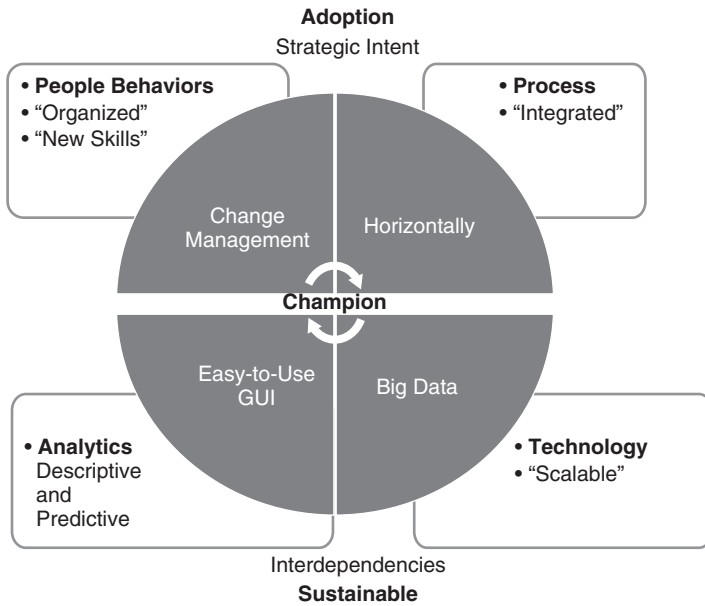 Adoption
Strategic Intent
• People Behaviors
• “Organized”
• “New Skills”
• Process
• “Integrated”
Change
Management
Horizontally
Champion
Easy-to-Use
GUI
Big Data
• Analytics
Descriptive
and
Predictive
• Technology
• “Scalable”
Interdependencies
Sustainable